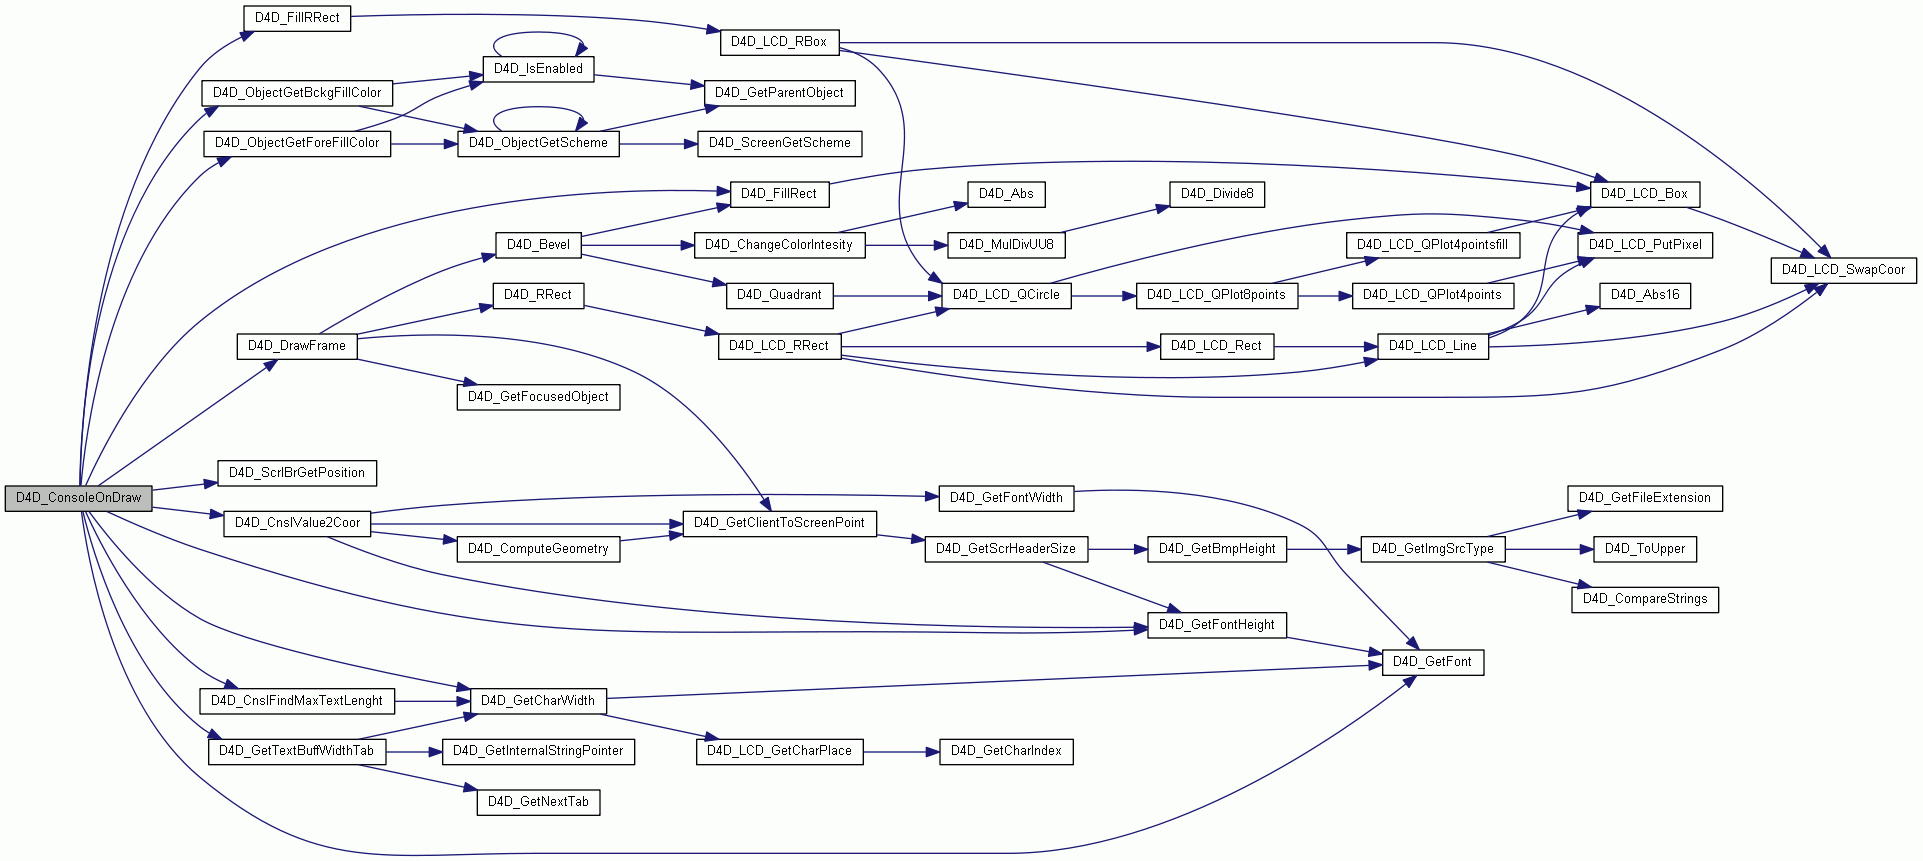 D4D_FillRRect
D4D_LCD_RBox
D4D_IsEnabled
D4D_ObjectGetBckgFillColor
D4D_GetParentObject
D4D_ObjectGetForeFillColor
D4D_ObjectGetScheme
D4D_ScreenGetScheme
D4D_FillRect
D4D_Abs
D4D_Divide8
D4D_LCD_Box
D4D_Bevel
D4D_ChangeColorIntesity
D4D_MulDivUU8
D4D_LCD_QPlot4pointsfill
D4D_LCD_PutPixel
D4D_LCD_SwapCoor
D4D_RRect
D4D_Quadrant
D4D_LCD_QCircle
D4D_LCD_QPlot8points
D4D_LCD_QPlot4points
D4D_Abs16
D4D_DrawFrame
D4D_LCD_RRect
D4D_LCD_Rect
D4D_LCD_Line
D4D_GetFocusedObject
D4D_ScrlBrGetPosition
D4D_ConsoleOnDraw
D4D_GetFontWidth
D4D_GetFileExtension
D4D_CnslValue2Coor
D4D_GetClientToScreenPoint
D4D_ComputeGeometry
D4D_GetScrHeaderSize
D4D_GetBmpHeight
D4D_GetImgSrcType
D4D_ToUpper
D4D_CompareStrings
D4D_GetFontHeight
D4D_GetFont
D4D_CnslFindMaxTextLenght
D4D_GetCharWidth
D4D_GetTextBuffWidthTab
D4D_GetInternalStringPointer
D4D_LCD_GetCharPlace
D4D_GetCharIndex
D4D_GetNextTab